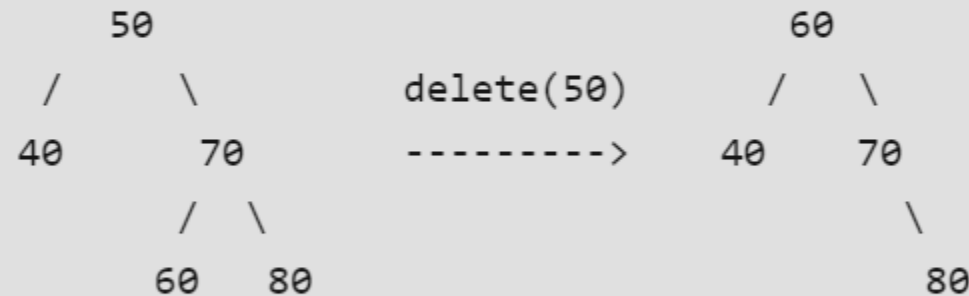 50 60
/ \ delete(50) / \
40 70 ---------> 40 70
/ \ \
60 80 80